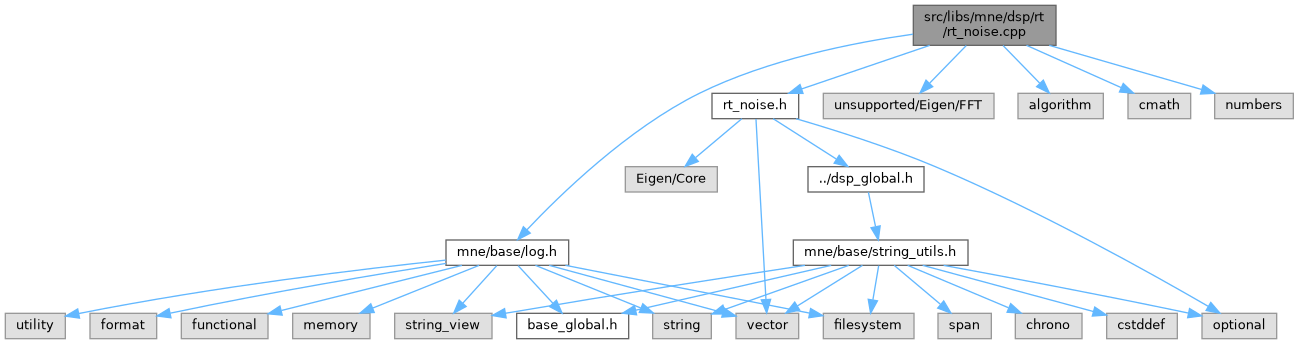 src/libs/mne/dsp/rt
/rt_noise.cpp
rt_noise.h
unsupported/Eigen/FFT
algorithm
cmath
numbers
Eigen/Core
../dsp_global.h
mne/base/log.h
mne/base/string_utils.h
utility
format
functional
memory
string_view
base_global.h
string
vector
filesystem
span
chrono
cstddef
optional